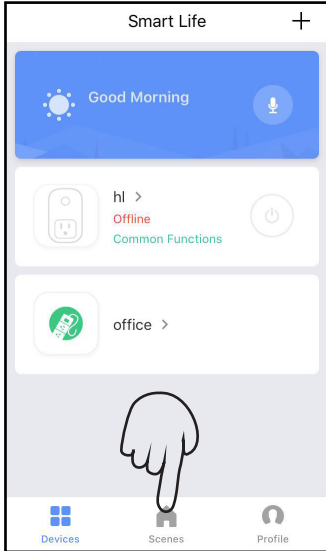 Smart Life
Good Morning
hl
Offline
Common Functions
office
Devices Scenes Profile